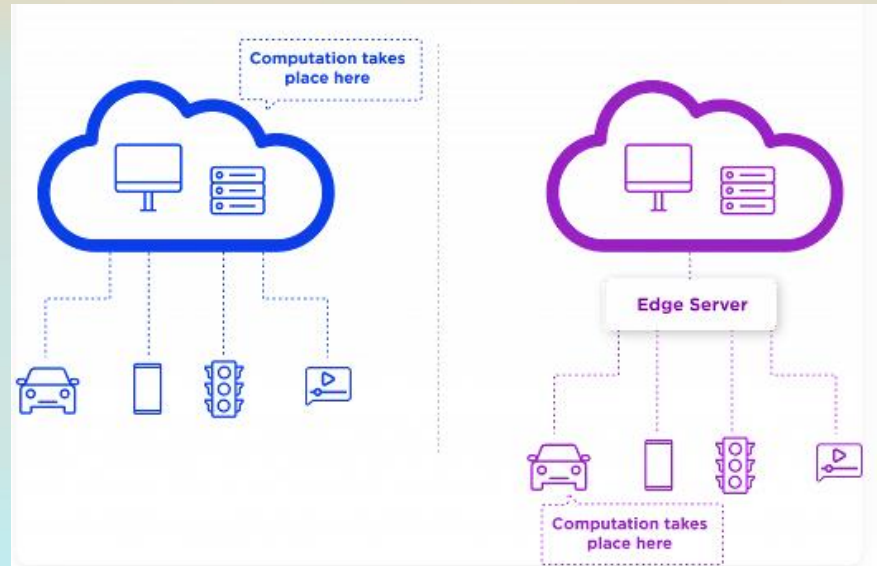 Computation takes
place here
Edge Server
Computation takes
place here